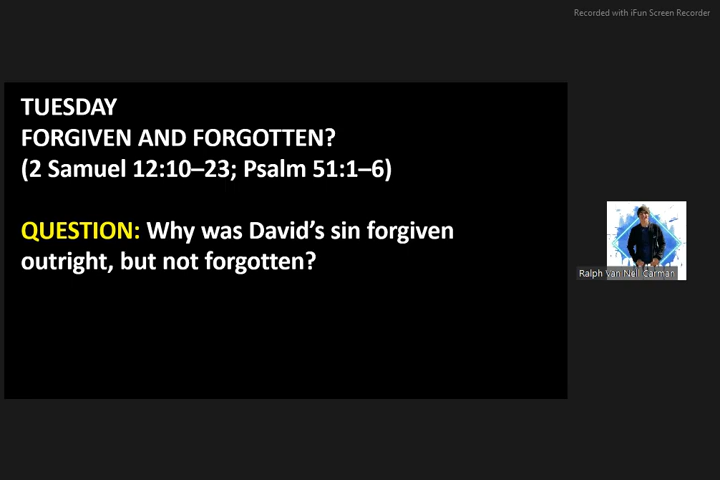 Recorded with iFun Screen Recorder
TUESDAY
FORGIVEN AND FORGOTTEN?
(2 Samuel 12:10–23; Psalm 51:1–6)
QUESTION: Why was David’s sin forgiven
outright, but not forgotten?
Ralph Van Nell Carman